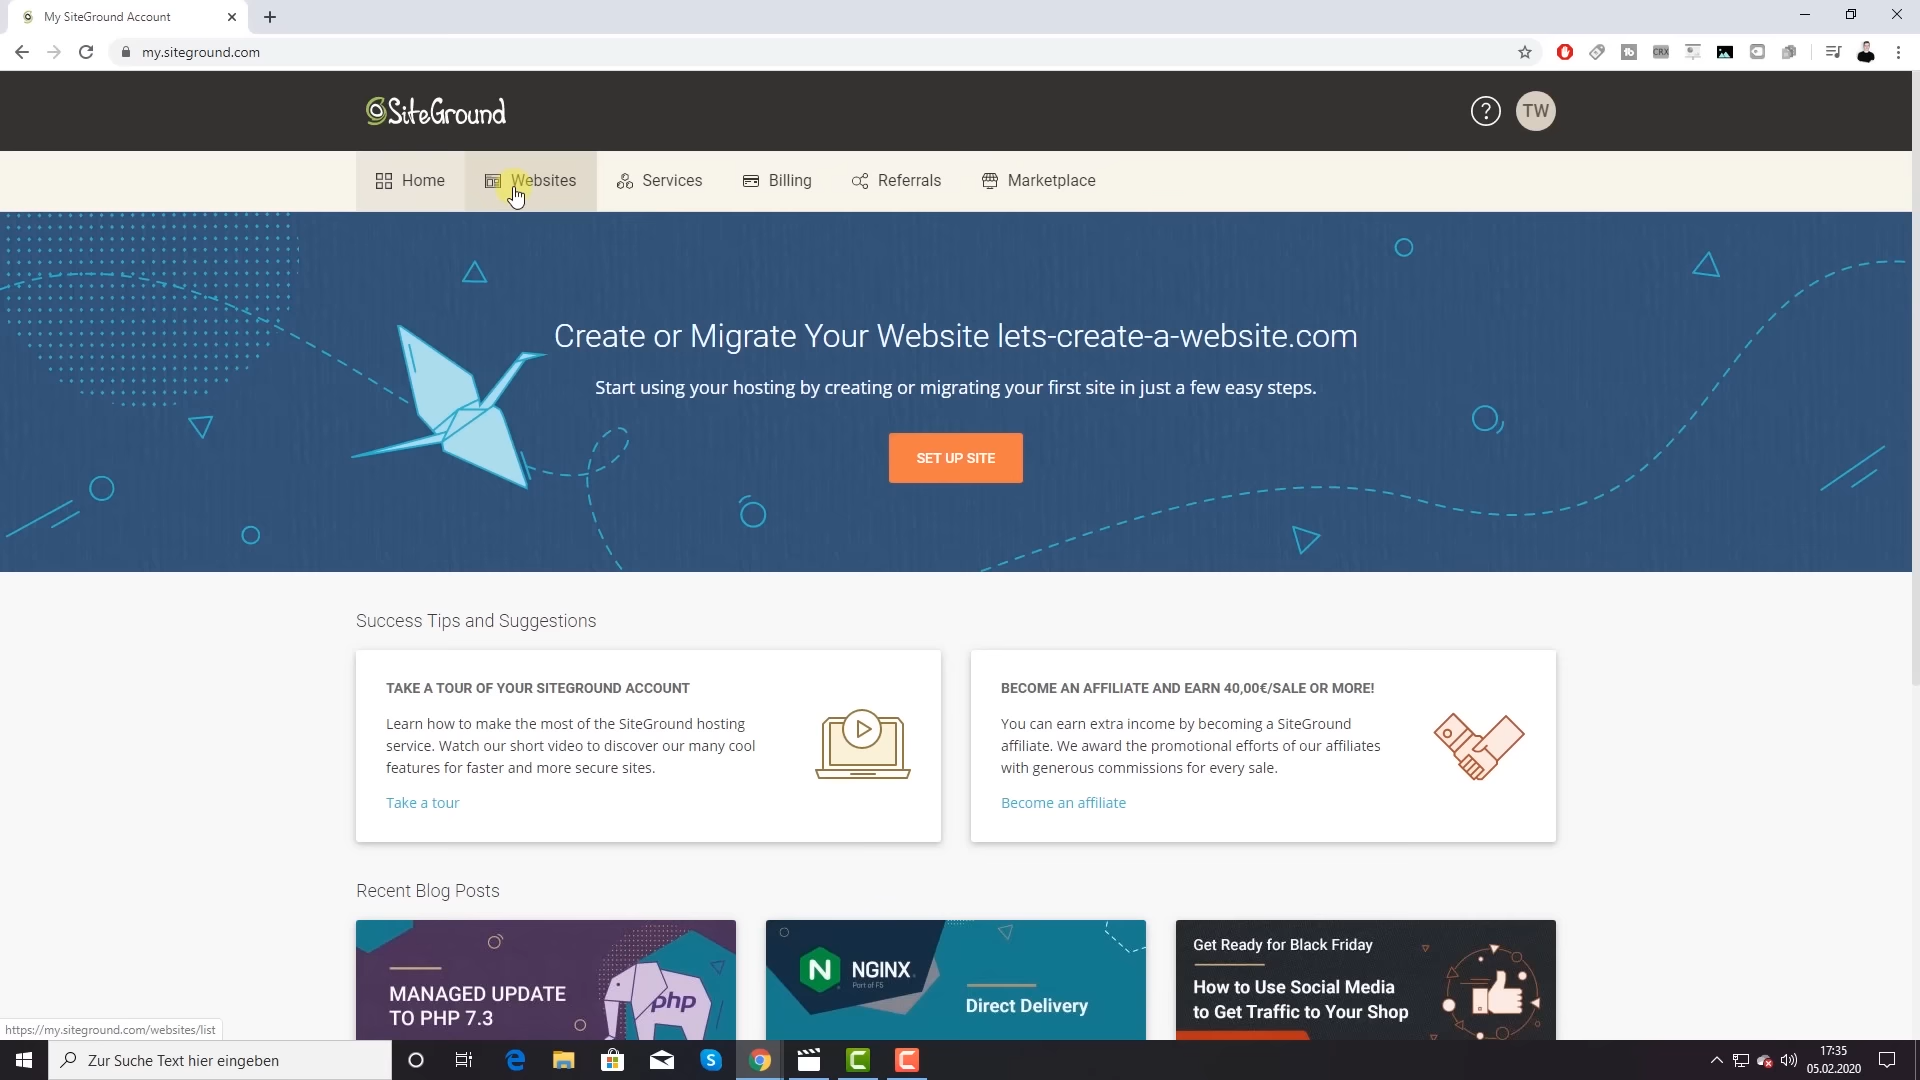 My SiteGround Account
my.siteground.com
CRX
SiteGround
?
TW
Home
Websites
Services
Billing
Referrals
Marketplace
Create or Migrate Your Website lets-create-a-website.com
Start using your hosting by creating or migrating your first site in just a few easy steps.
SET UP SITE
Success Tips and Suggestions
TAKE A TOUR OF YOUR SITEGROUND ACCOUNT
Learn how to make the most of the SiteGround hosting
service. Watch our short video to discover our many cool
features for faster and more secure sites.
Take a tour
BECOME AN AFFILIATE AND EARN 40,00€/SALE OR MORE!
You can earn extra income by becoming a SiteGround
affiliate. We award the promotional efforts of our affiliates
with generous commissions for every sale.
Become an affiliate
Recent Blog Posts
MANAGED UPDATE
TO PHP 7.3
php
N
NGINX
Part of F5
Direct Delivery
Get Ready for Black Friday
How to Use Social Media
to Get Traffic to Your Shop
https://my.siteground.com/websites/list
Zur Suche Text hier eingeben
17:35
05.02.2020